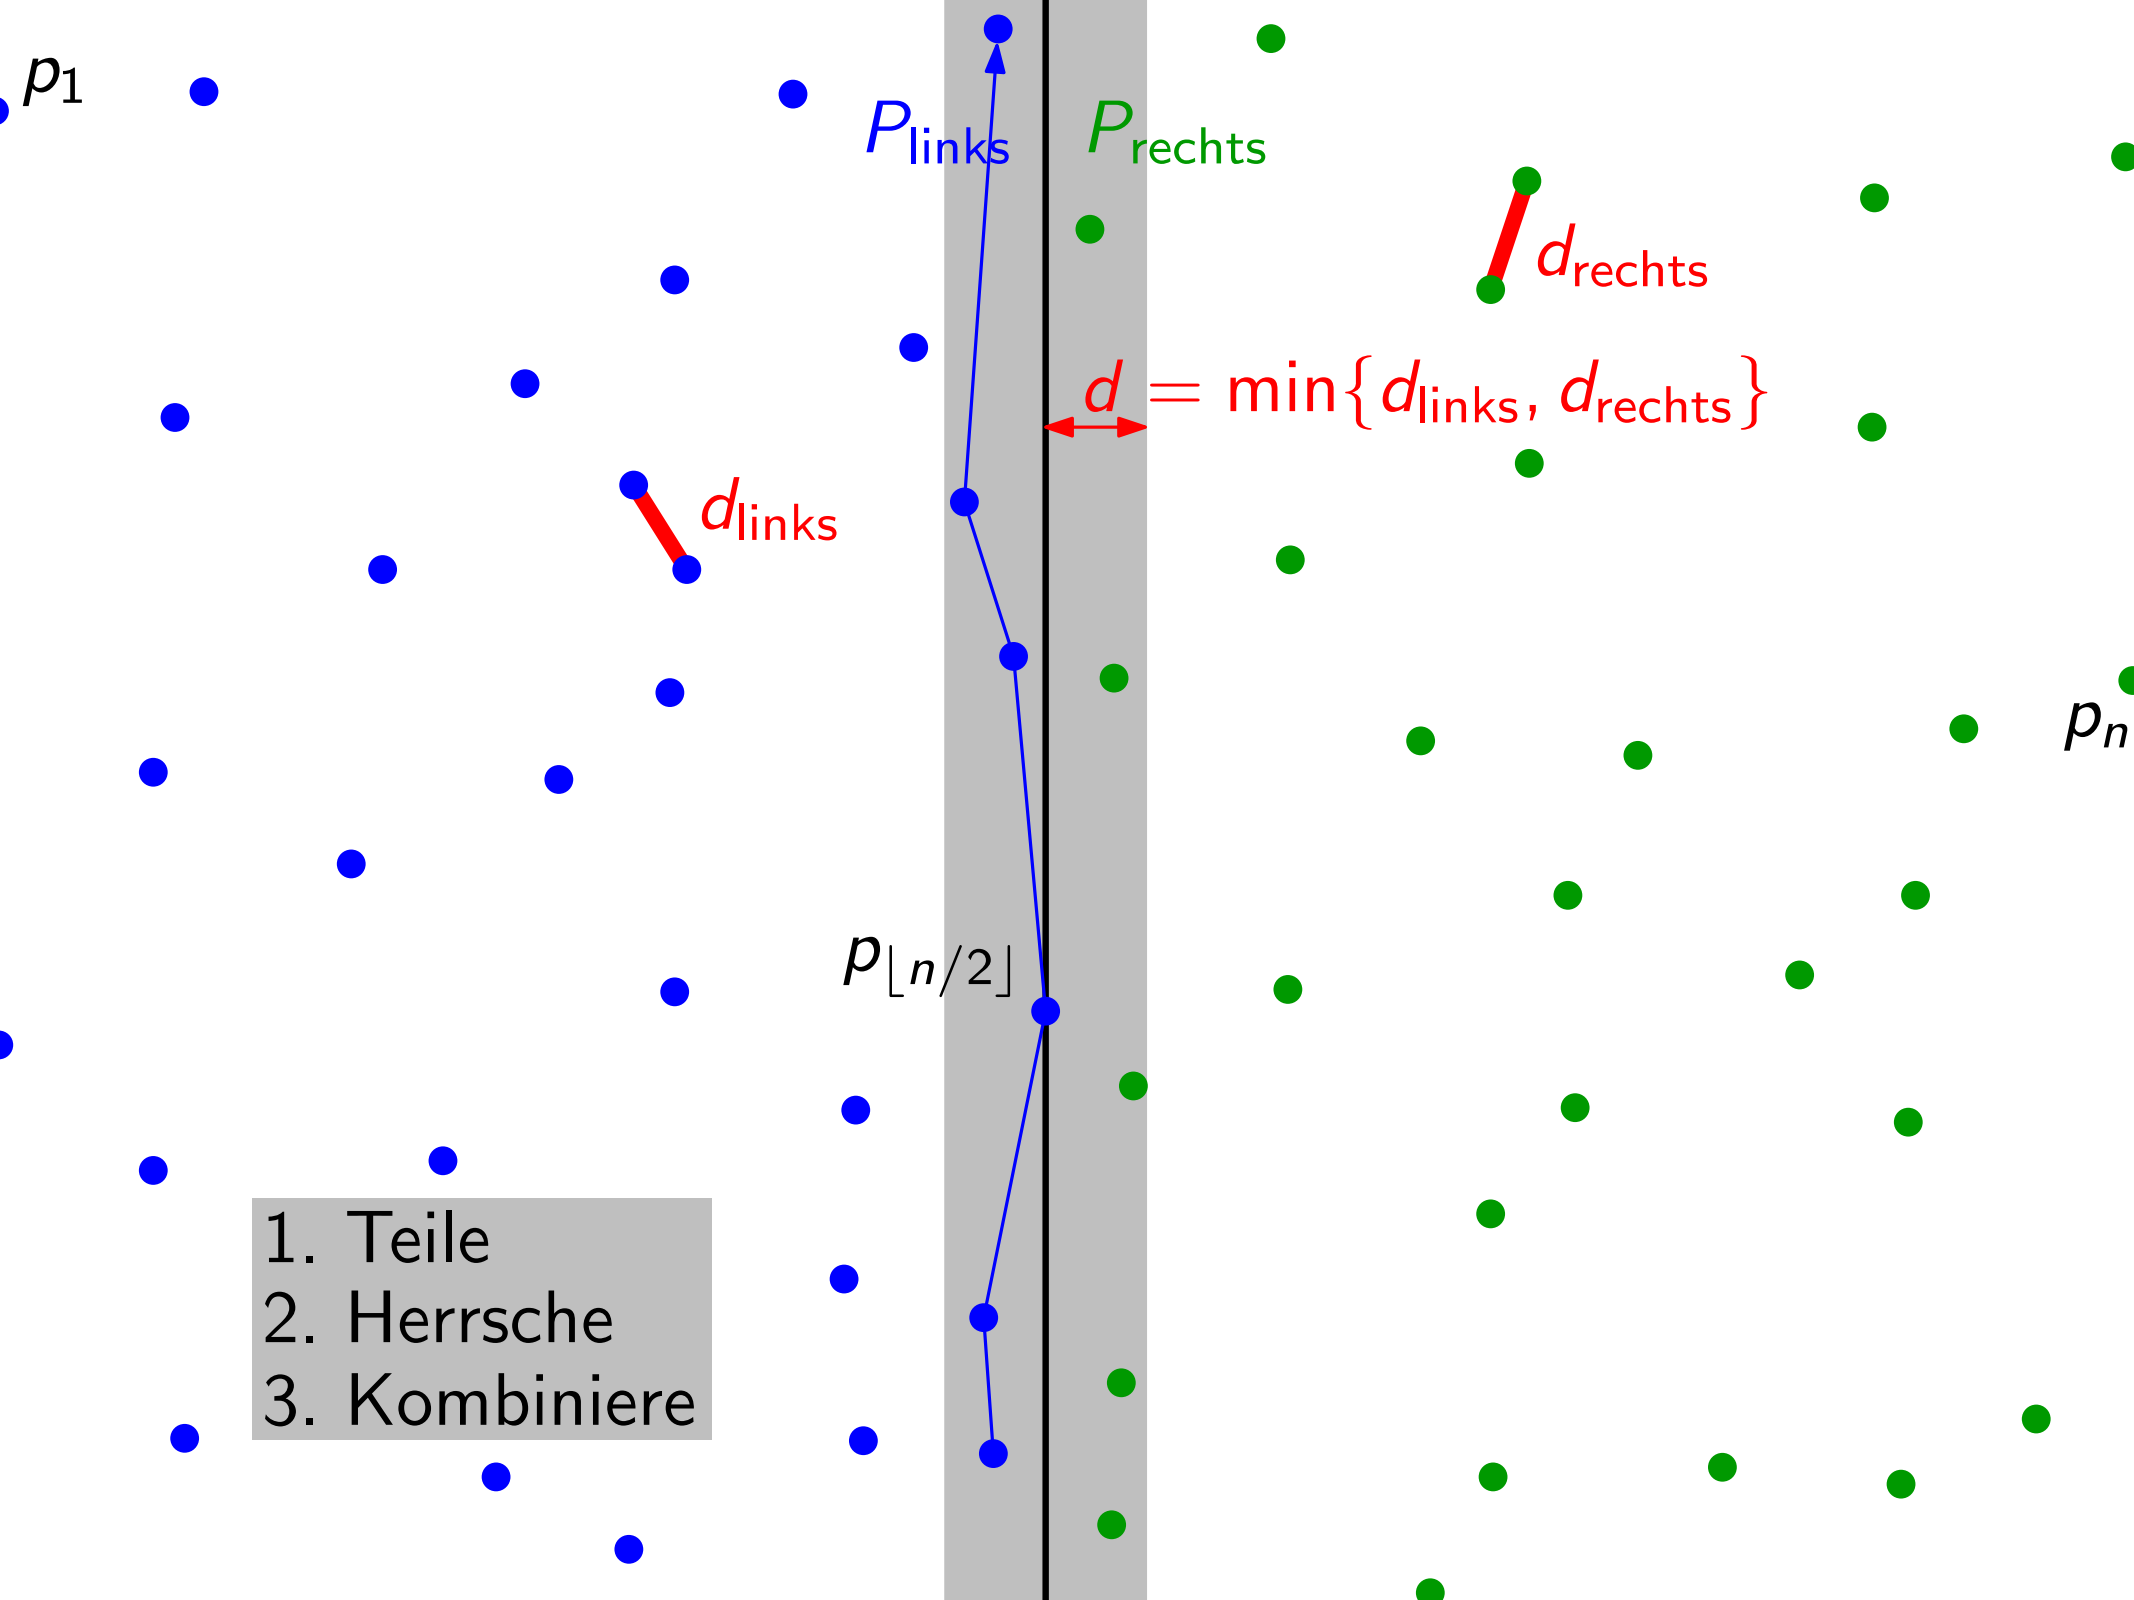 p1
Plinks
Prechts
drechts
d = min{dlinks, drechts}
dlinks
pn
p⌊n/2⌋
1. Teile
2. Herrsche
3. Kombiniere